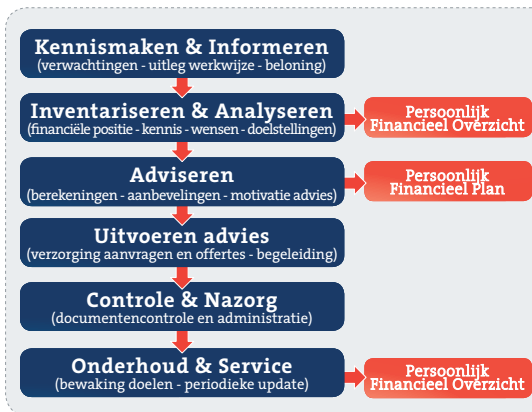 Kennismaken & Informeren
(verwachtingen - uitleg werkwijze - beloning)
Inventariseren & Analyseren
(financiële positie - kennis - wensen - doelstellingen)
Persoonlijk
Financieel Overzicht
Adviseren
(berekeningen - aanbevelingen - motivatie advies)
Persoonlijk
Financieel Plan
Uitvoeren advies
(verzorging aanvragen en offertes - begeleiding)
Controle & Nazorg
(documentencontrole en administratie)
Onderhoud & Service
(bewaking doelen - periodieke update)
Persoonlijk
Financieel Overzicht